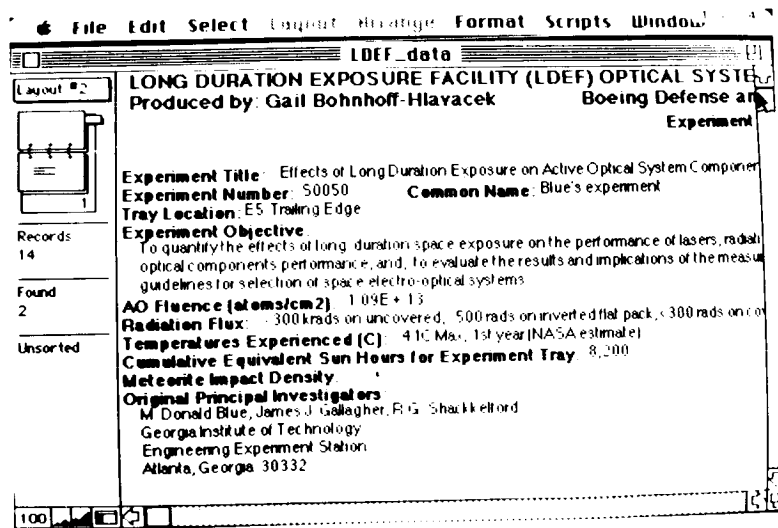 File Edit Select Layout Arrange Format Scripts Window
LDEF_data
Layout #2
LONG DURATION EXPOSURE FACILITY (LDEF) OPTICAL SYSTE
Produced by: Gail Bohnhoff-Hlavacek Boeing Defense an
Experiment
Experiment Title: Effects of Long Duration Exposure on Active Optical System Componen
Experiment Number: S0050 Common Name: Blue's experiment
Tray Location: E5 Trailing Edge
Experiment Objective:
To quantify the effects of long duration space exposure on the performance of lasers, radiati
optical components performance, and, to evaluate the results and implications of the measu
guidelines for selection of space electro-optical systems
AO Fluence (atoms/cm2) 1.09E + 13
Radiation Flux: 300 krads on uncovered, 500 rads on inverted flat pack, <300 rads on co
Temperatures Experienced (C): Max, 1st year (NASA estimate)
Cumulative Equivalent Sun Hours for Experiment Tray: 8,200
Meteorite Impact Density:
Original Principal Investigators:
M. Donald Blue, James J. Gallagher, R.G. Shackkelford
Georgia Institute of Technology
Engineering Experiment Station
Atlanta, Georgia 30332
1
Records
14
Found
2
Unsorted
100